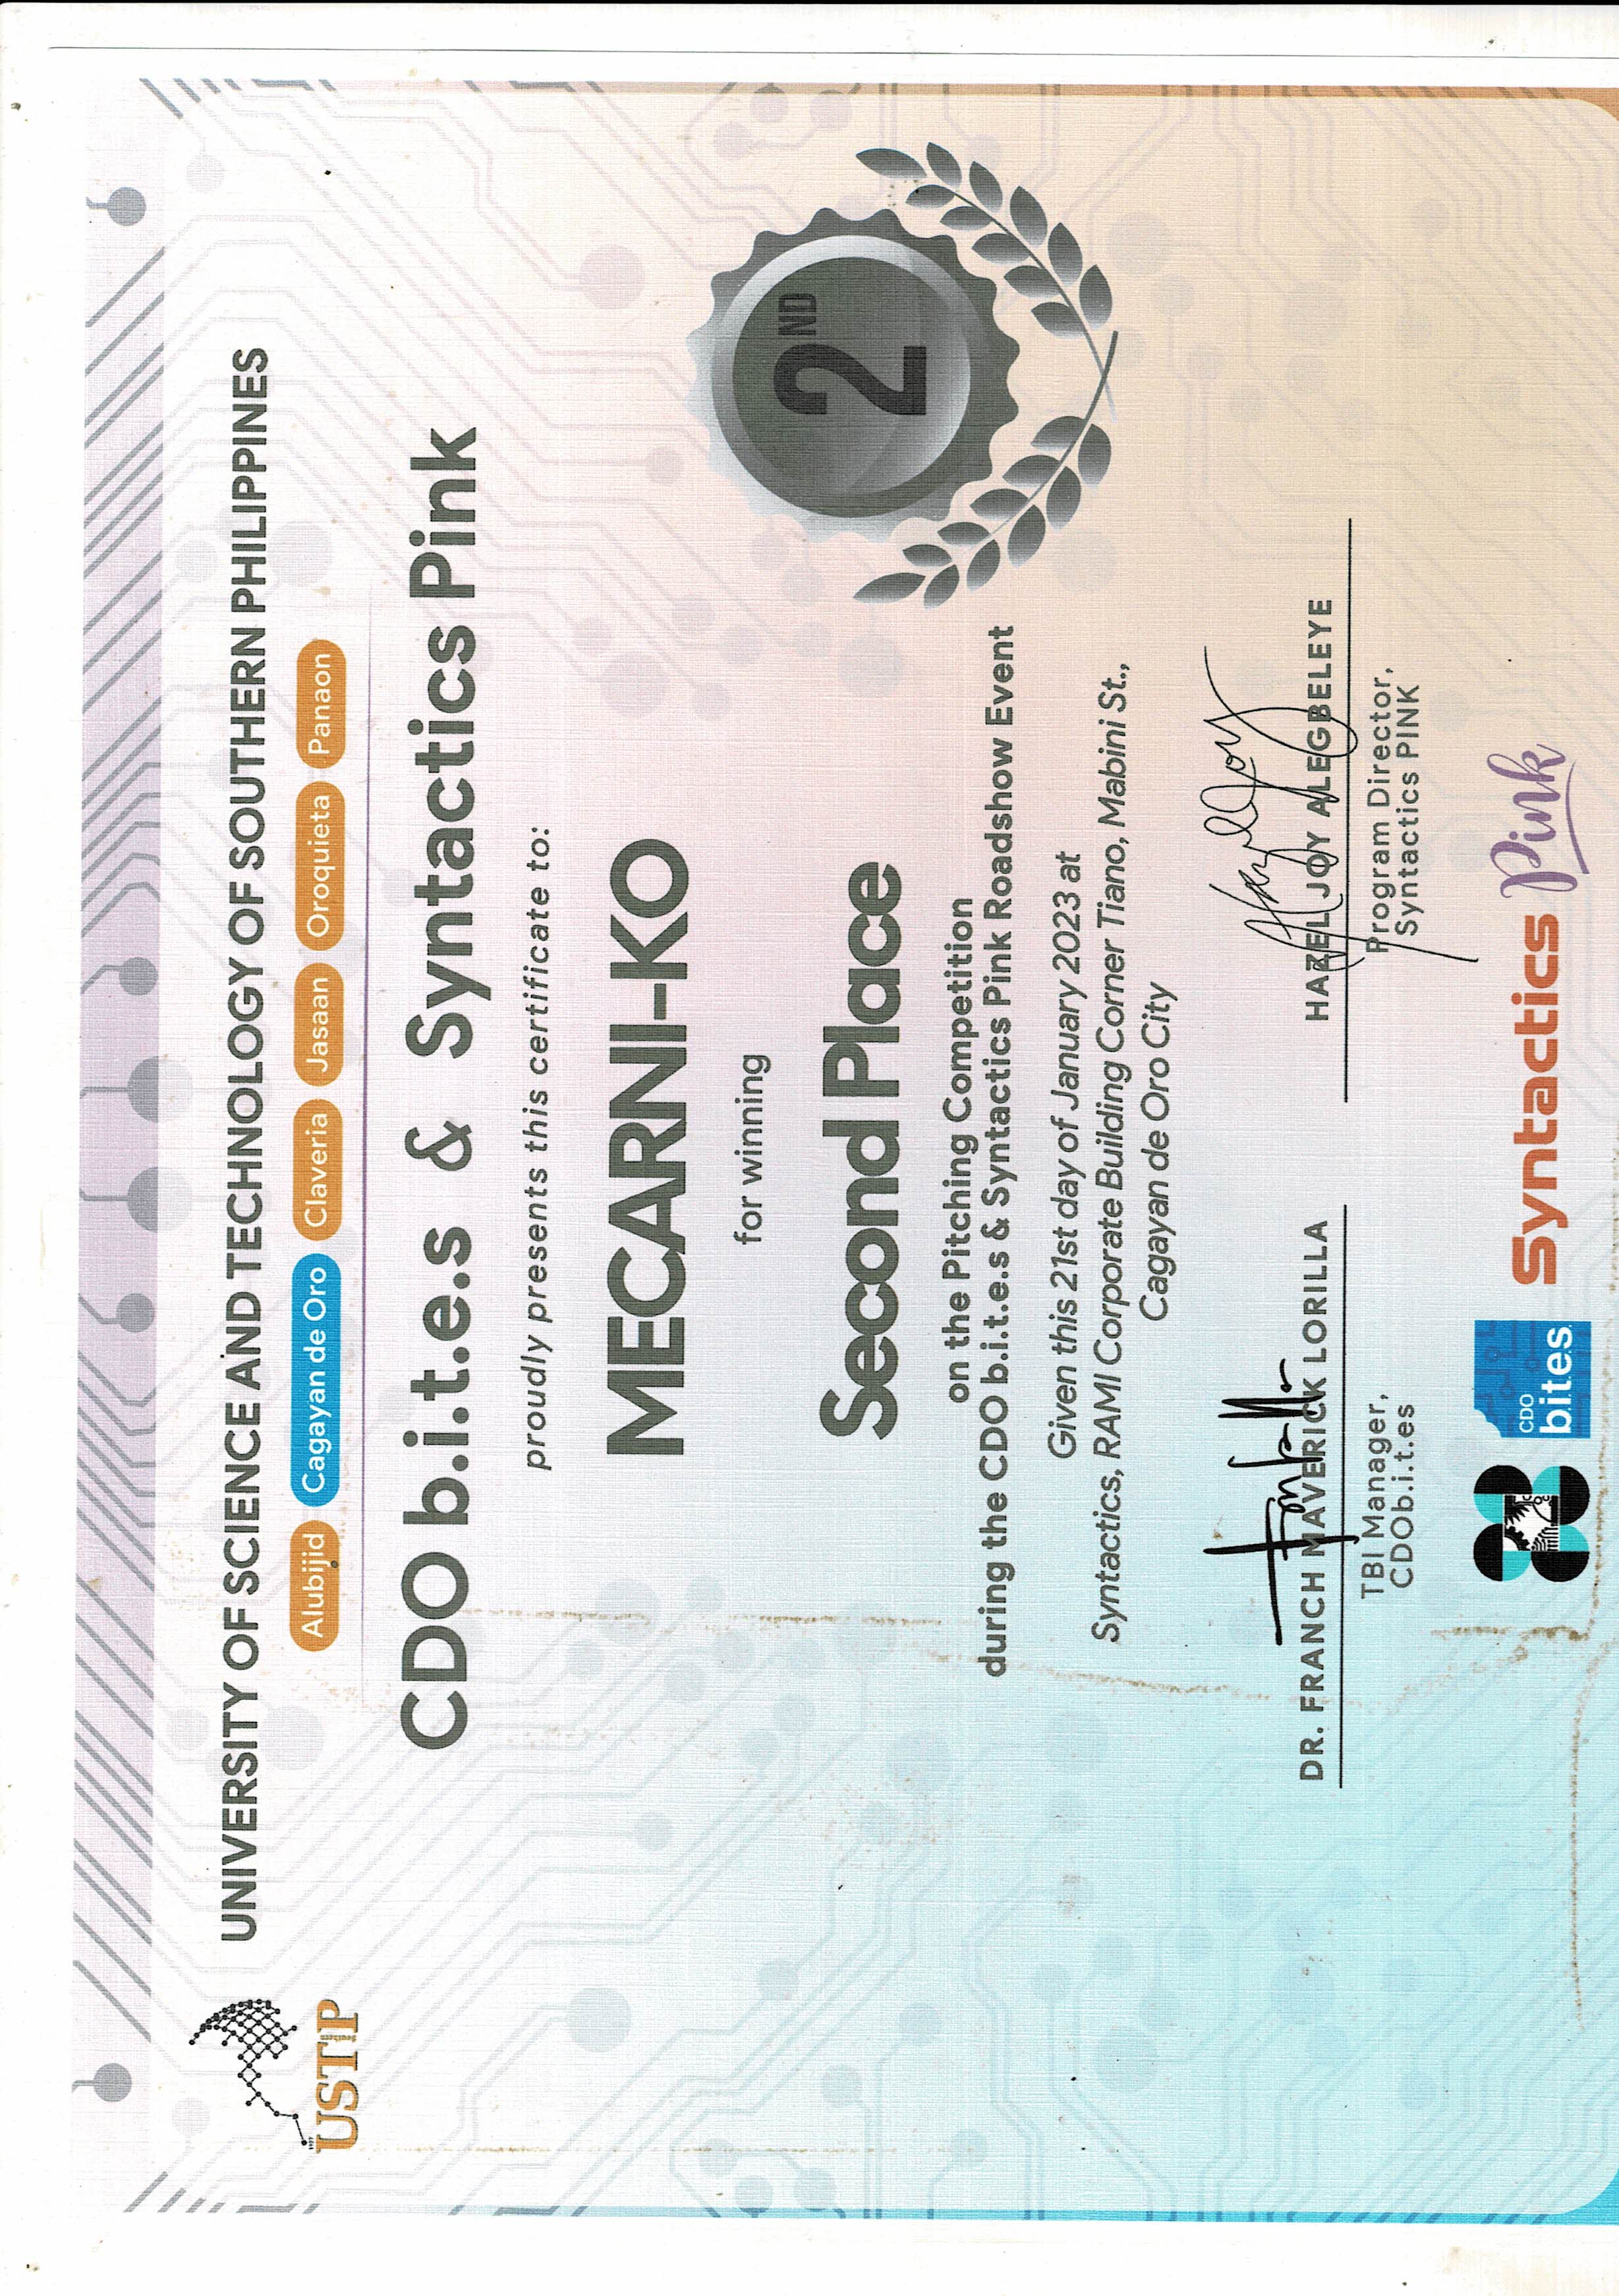 UNIVERSITY OF SCIENCE AND TECHNOLOGY OF SOUTHERN PHILIPPINES
USTP
Alubijid Cagayan de Oro Claveria Jasaan Oroquieta Panaon
CDO b.i.t.e.s & Syntactics Pink
proudly presents this certificate to:
MECARNI-KO
for winning
Second Place
2ND
on the Pitching Competition
during the CDO b.i.t.e.s & Syntactics Pink Roadshow Event
Given this 21st day of January 2023 at
Syntactics, RAMI Corporate Building Corner Tiano, Mabini St.,
Cagayan de Oro City
Hazel Joy
DR. FRANCH MAVERICK LORILLA
HAZEL JOY ALEGBELEYE
TBI Manager,
CDOb.i.t.es
Program Director,
Syntactics PINK
CDO
b.i.t.e.s.
Syntactics Pink